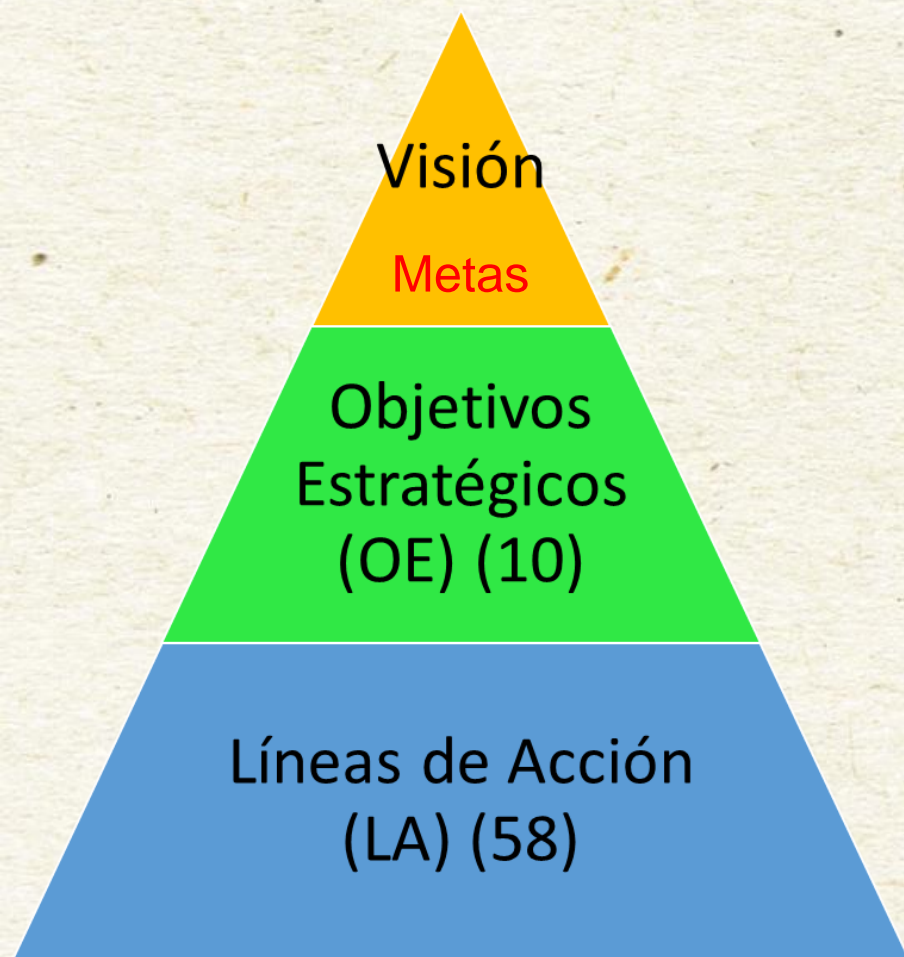 Visión
Metas
Objetivos
Estratégicos
(OE) (10)
Líneas de Acción
(LA) (58)